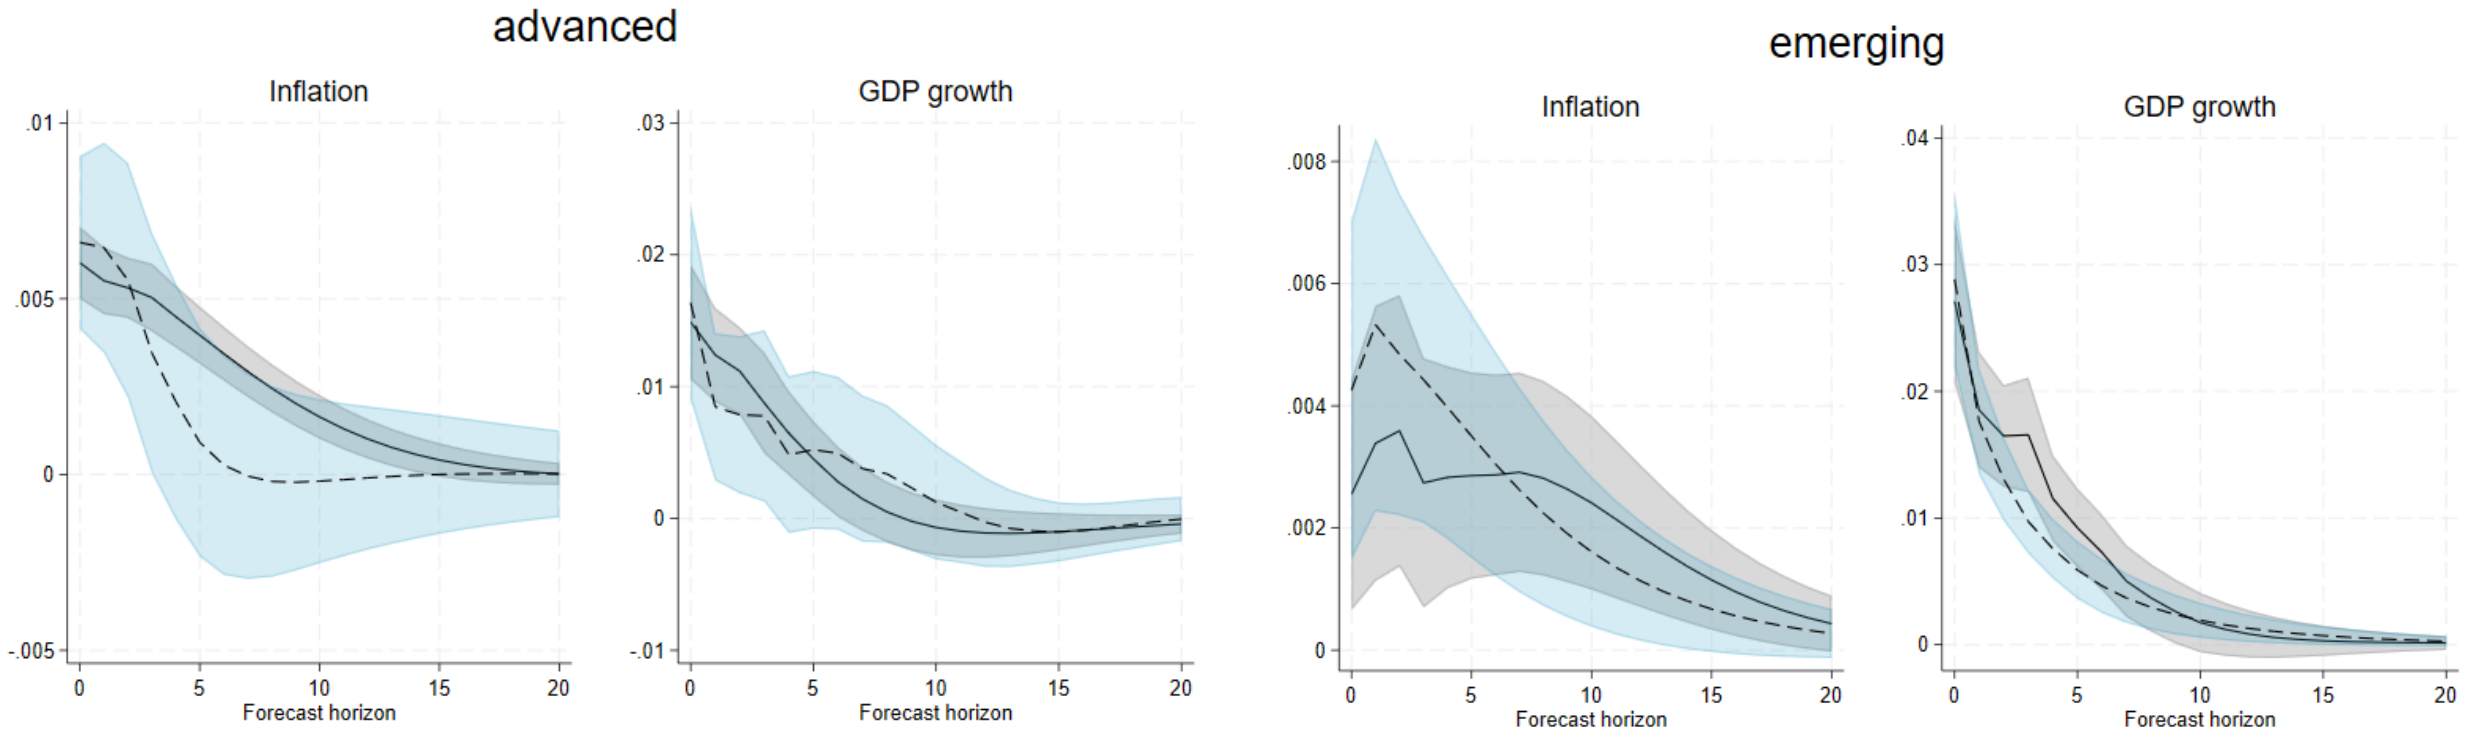 advanced
emerging
Inflation
.01
.005
0
-.005
0 5 10 15 20
Forecast horizon
GDP growth
.03
.02
.01
0
-.01
0 5 10 15 20
Forecast horizon
Inflation
.008
.006
.004
.002
0
0 5 10 15 20
Forecast horizon
GDP growth
.04
.03
.02
.01
0
0 5 10 15 20
Forecast horizon